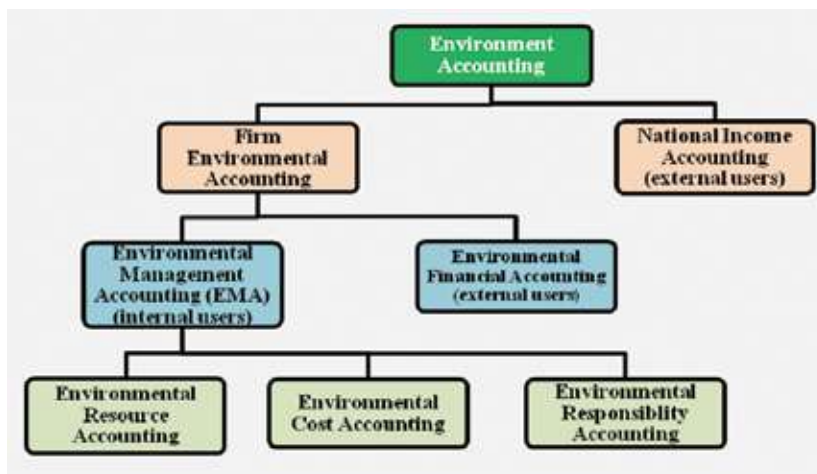 Environment
Accounting
Firm
Environmental
Accounting
National Income
Accounting
(external users)
Environmental
Management
Accounting (EMA)
(internal users)
Environmental
Financial Accounting
(external users)
Environmental
Resource
Accounting
Environmental
Cost Accounting
Environmental
Responsiblity
Accounting